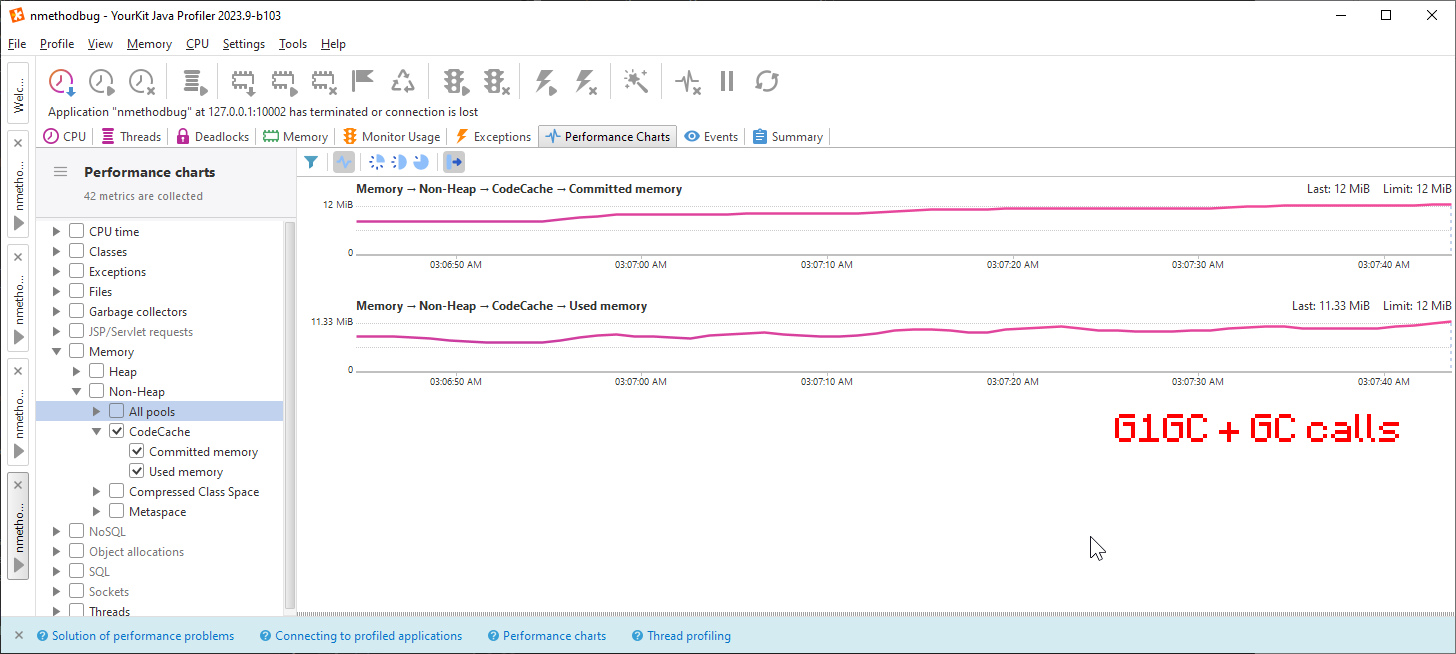 nmethodbug - YourKit Java Profiler 2023.9-b103
File Profile View Memory CPU Settings Tools Help
Welc...
Application "nmethodbug" at 127.0.0.1:10002 has terminated or connection is lost
CPU Threads Deadlocks Memory Monitor Usage Exceptions Performance Charts Events Summary
nmetho...
nmetho...
nmetho...
nmetho...
Performance charts
42 metrics are collected
CPU time
Classes
Exceptions
Files
Garbage collectors
JSP/Servlet requests
Memory
Heap
Non-Heap
All pools
CodeCache
Committed memory
Used memory
Compressed Class Space
Metaspace
NoSQL
Object allocations
SQL
Sockets
Threads
Memory → Non-Heap → CodeCache → Committed memory
Last: 12 MiB Limit: 12 MiB
12 MiB
0
03:06:50 AM 03:07:00 AM 03:07:10 AM 03:07:20 AM 03:07:30 AM 03:07:40 AM
Memory → Non-Heap → CodeCache → Used memory
Last: 11.33 MiB Limit: 12 MiB
11.33 MiB
0
03:06:50 AM 03:07:00 AM 03:07:10 AM 03:07:20 AM 03:07:30 AM 03:07:40 AM
G1GC + GC calls
Solution of performance problems Connecting to profiled applications Performance charts Thread profiling